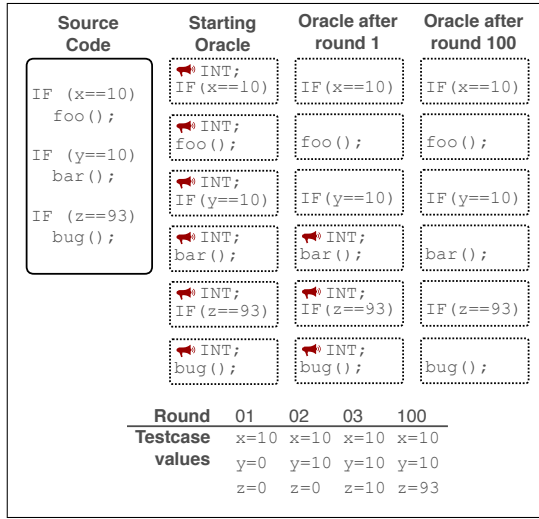 Source Code
IF (x==10)
foo();
IF (y==10)
bar();
IF (z==93)
bug();
Starting Oracle
INT;
IF(x==10)
INT;
foo();
INT;
IF(y==10)
INT;
bar();
INT;
IF(z==93)
INT;
bug();
Oracle after round 1
IF(x==10)
foo();
IF(y==10)
INT;
bar();
INT;
IF(z==93)
INT;
bug();
Oracle after round 100
IF(x==10)
foo();
IF(y==10)
bar();
IF(z==93)
bug();
Round 01 02 03 100
Testcase values x=10 x=10 x=10 x=10
y=0 y=10 y=10 y=10
z=0 z=0 z=10 z=93